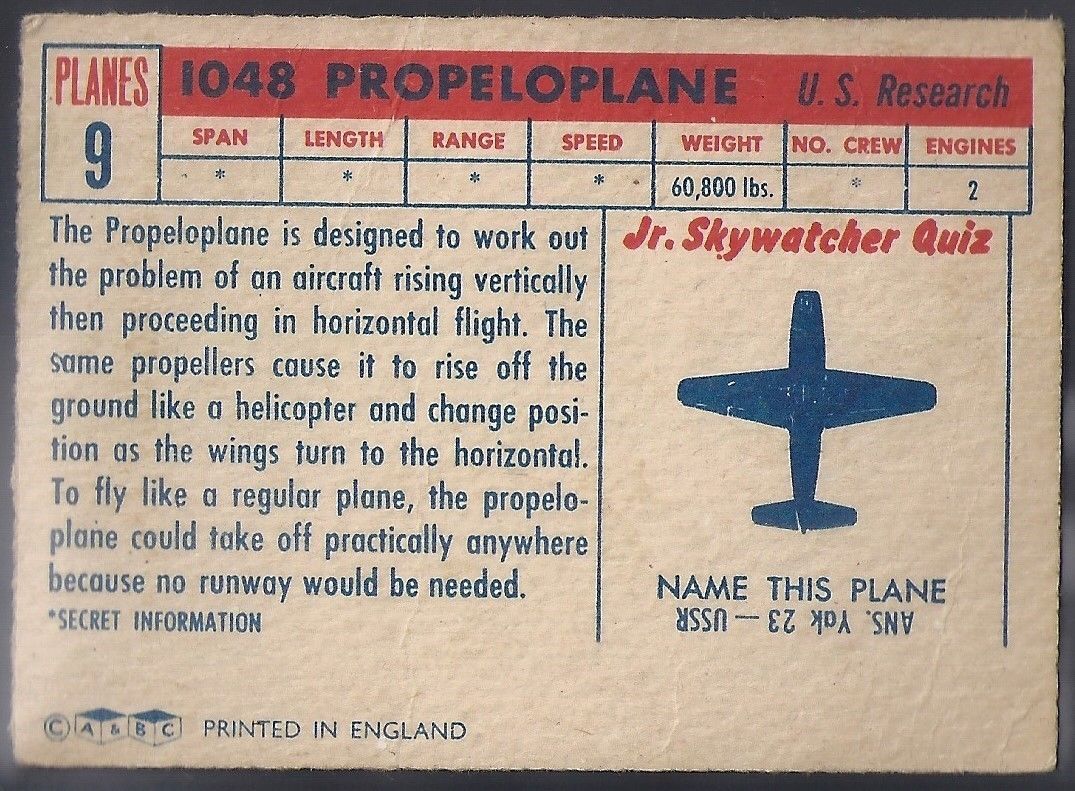 PLANES
9
1048 PROPELOPLANE U. S. Research
SPAN LENGTH RANGE SPEED WEIGHT NO. CREW ENGINES
* * * * 60,800 lbs. * 2
The Propeloplane is designed to work out
the problem of an aircraft rising vertically
then proceeding in horizontal flight. The
same propellers cause it to rise off the
ground like a helicopter and change posi-
tion as the wings turn to the horizontal.
To fly like a regular plane, the propelo-
plane could take off practically anywhere
because no runway would be needed.
*SECRET INFORMATION
Jr. Skywatcher Quiz
NAME THIS PLANE
ANS. Yak 23 — USSR
© A & B C PRINTED IN ENGLAND